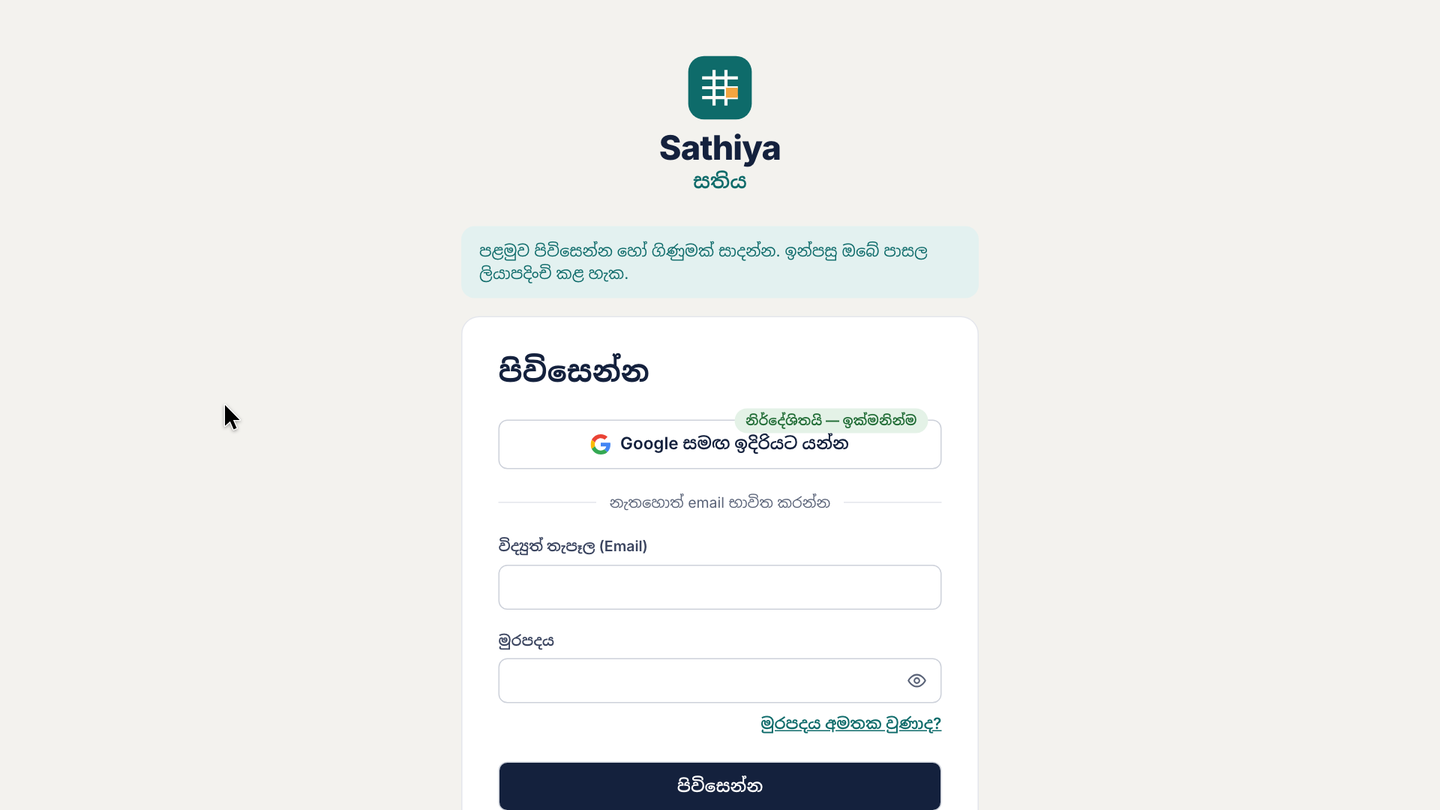 Sathiya
සතිය
පළමුව පිවිසෙන්න හෝ ගිණුමක් සාදන්න. ඉන්පසු ඔබේ පාසල
ලියාපදිංචි කළ හැක.
පිවිසෙන්න
නිර්දේශිතයි — ඉක්මනින්ම
Google සමඟ ඉදිරියට යන්න
නැතහොත් email භාවිත කරන්න
විද්‍යුත් තැපෑල (Email)
මුරපදය
මුරපදය අමතක වුණාද?
පිවිසෙන්න